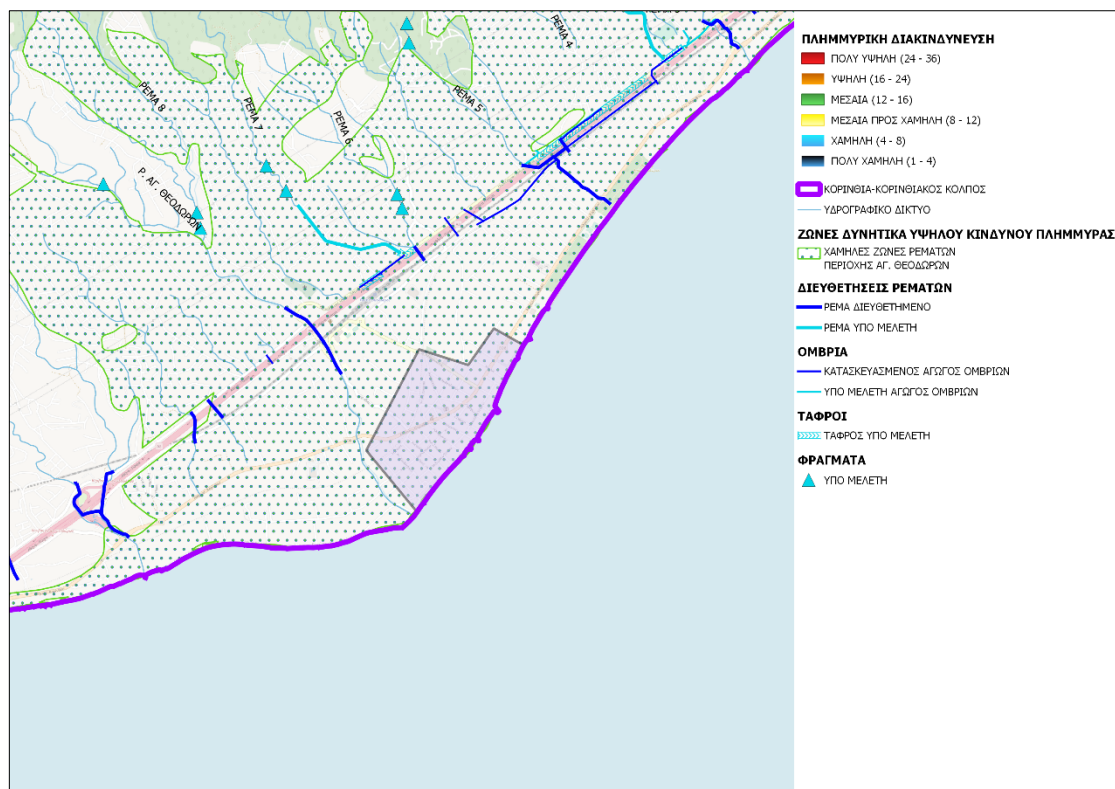 ΡΕΜΑ 8
ΡΕΜΑ 7
ΡΕΜΑ 6
ΡΕΜΑ 5
ΡΕΜΑ 4
Ρ. ΑΓ. ΘΕΟΔΩΡΩΝ
ΠΛΗΜΜΥΡΙΚΗ ΔΙΑΚΙΝΔΥΝΕΥΣΗ
ΠΟΛΥ ΥΨΗΛΗ (24 - 36)
ΥΨΗΛΗ (16 - 24)
ΜΕΣΑΙΑ (12 - 16)
ΜΕΣΑΙΑ ΠΡΟΣ ΧΑΜΗΛΗ (8 - 12)
ΧΑΜΗΛΗ (4 - 8)
ΠΟΛΥ ΧΑΜΗΛΗ (1 - 4)
ΚΟΡΙΝΘΙΑ-ΚΟΡΙΝΘΙΑΚΟΣ ΚΟΛΠΟΣ
ΥΔΡΟΓΡΑΦΙΚΟ ΔΙΚΤΥΟ
ΖΩΝΕΣ ΔΥΝΗΤΙΚΑ ΥΨΗΛΟΥ ΚΙΝΔΥΝΟΥ ΠΛΗΜΜΥΡΑΣ
ΧΑΜΗΛΕΣ ΖΩΝΕΣ ΡΕΜΑΤΩΝ
ΠΕΡΙΟΧΗΣ ΑΓ. ΘΕΟΔΩΡΩΝ
ΔΙΕΥΘΕΤΗΣΕΙΣ ΡΕΜΑΤΩΝ
ΡΕΜΑ ΔΙΕΥΘΕΤΗΜΕΝΟ
ΡΕΜΑ ΥΠΟ ΜΕΛΕΤΗ
ΟΜΒΡΙΑ
ΚΑΤΑΣΚΕΥΑΣΜΕΝΟΣ ΑΓΩΓΟΣ ΟΜΒΡΙΩΝ
ΥΠΟ ΜΕΛΕΤΗ ΑΓΩΓΟΣ ΟΜΒΡΙΩΝ
ΤΑΦΡΟΙ
ΤΑΦΡΟΣ ΥΠΟ ΜΕΛΕΤΗ
ΦΡΑΓΜΑΤΑ
ΥΠΟ ΜΕΛΕΤΗ